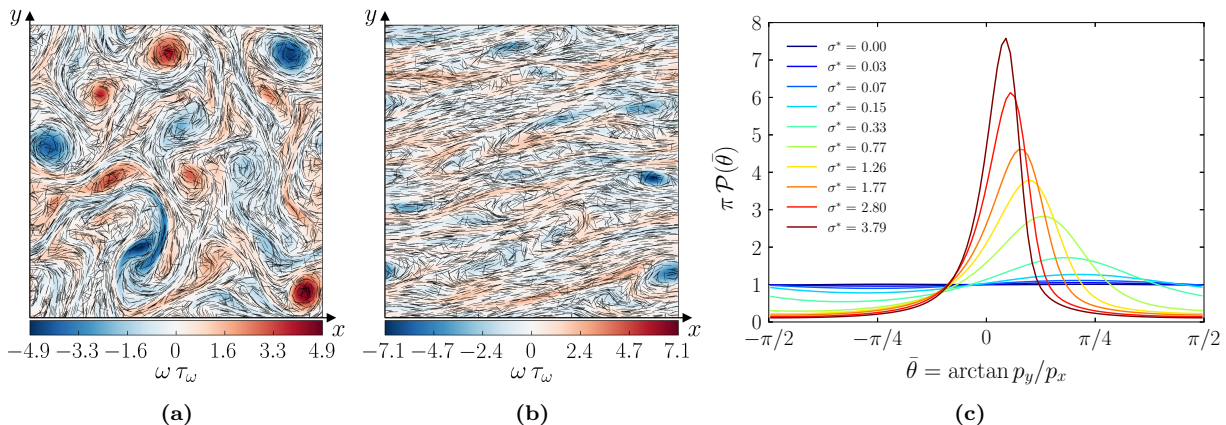 y
x
−4.9 −3.3 −1.6 0 1.6 3.3 4.9
ω τω
(a)
y
x
−7.1 −4.7 −2.4 0 2.4 4.7 7.1
ω τω
(b)
π 𝒫(θ̄)
8
7
6
5
4
3
2
1
0
σ* = 0.00
σ* = 0.03
σ* = 0.07
σ* = 0.15
σ* = 0.33
σ* = 0.77
σ* = 1.26
σ* = 1.77
σ* = 2.80
σ* = 3.79
−π/2 −π/4 0 π/4 π/2
θ̄ = arctan p_y/p_x
(c)